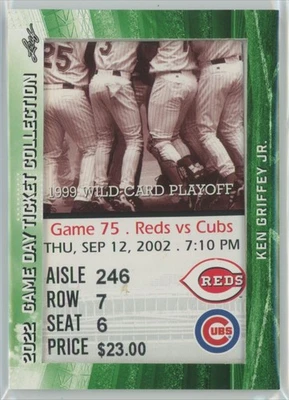 Leaf
25
1999 WILD-CARD PLAYOFF
Game 75 . Reds vs Cubs
THU, SEP 12, 2002 . 7:10 PM
AISLE 246
ROW 7
SEAT 6
PRICE $23.00
REDS
CUBS
2022 GAME DAY TICKET COLLECTION
KEN GRIFFEY JR.